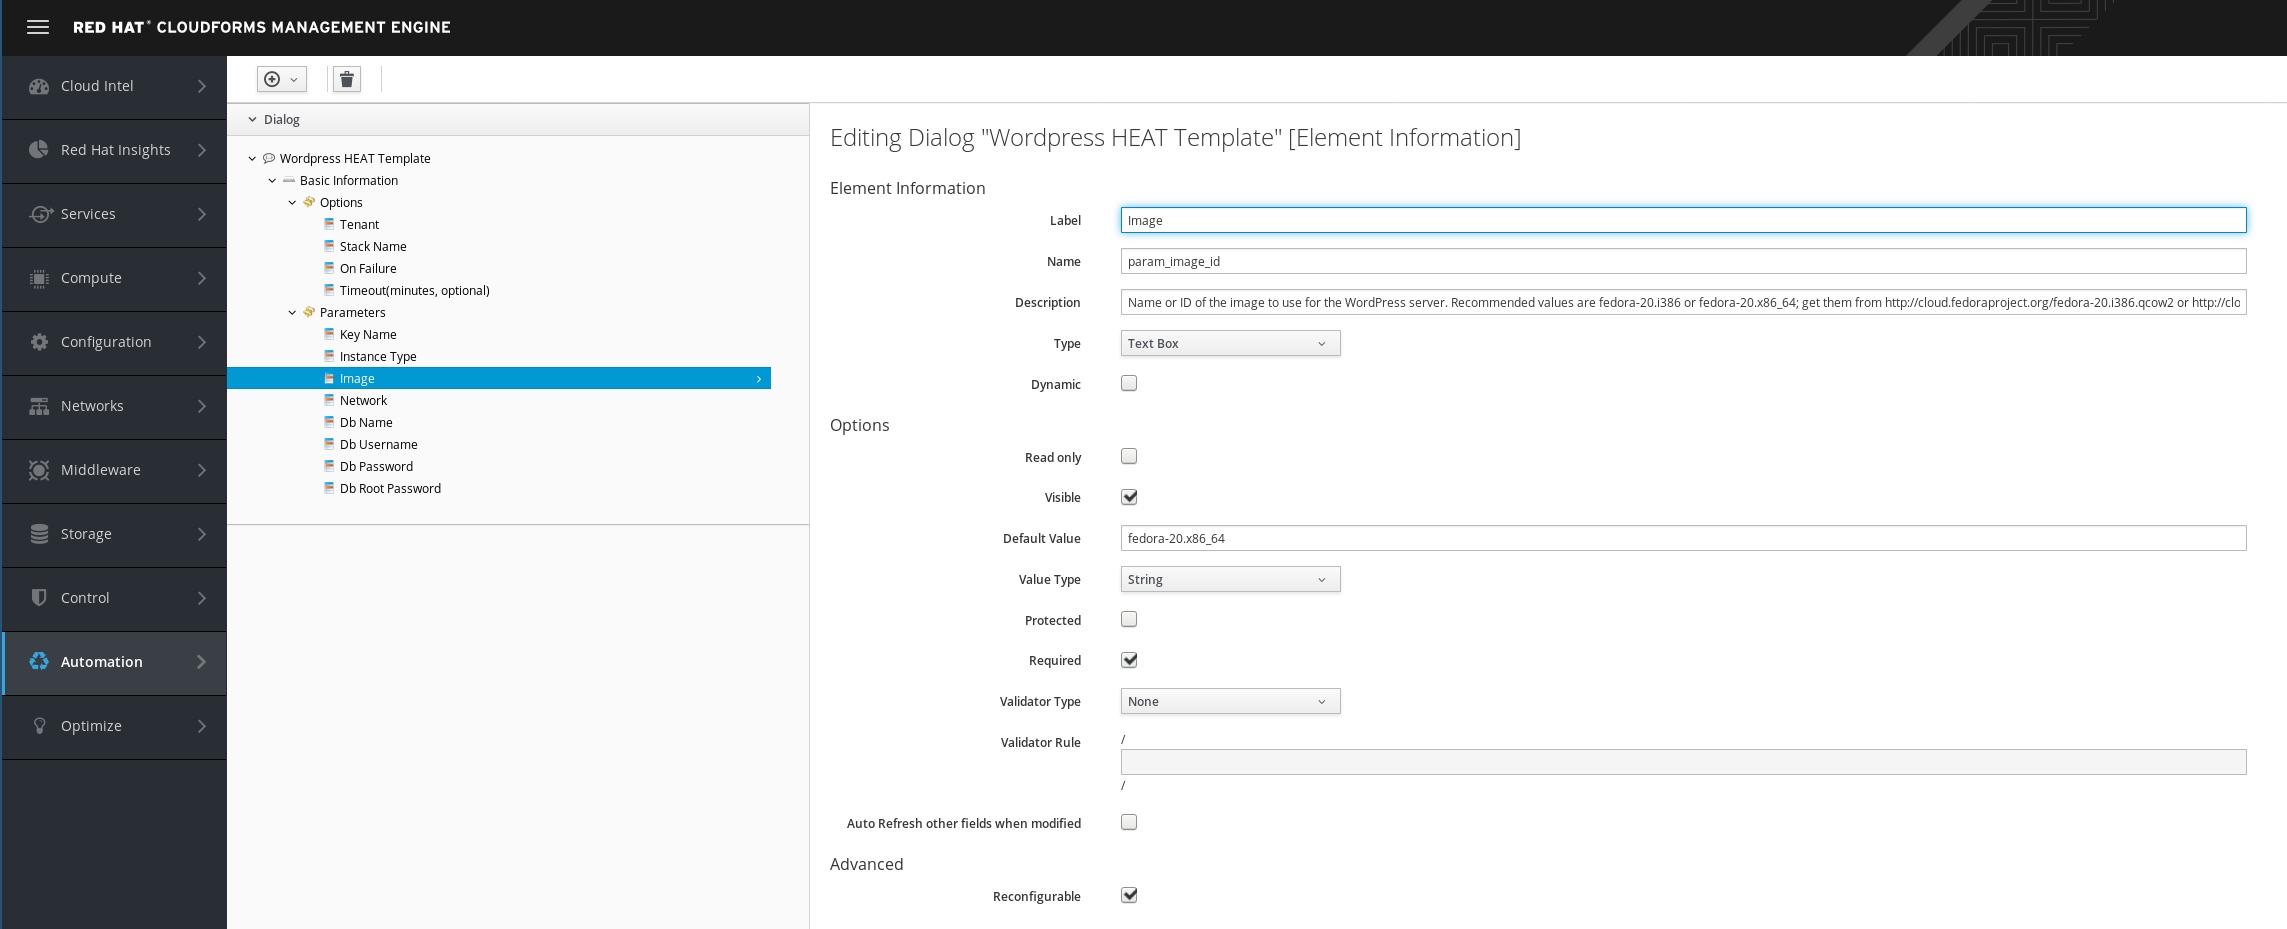 RED HAT® CLOUDFORMS MANAGEMENT ENGINE
Cloud Intel
Red Hat Insights
Services
Compute
Configuration
Networks
Middleware
Storage
Control
Automation
Optimize
Dialog
Wordpress HEAT Template
Basic Information
Options
Tenant
Stack Name
On Failure
Timeout(minutes, optional)
Parameters
Key Name
Instance Type
Image
Network
Db Name
Db Username
Db Password
Db Root Password
Editing Dialog "Wordpress HEAT Template" [Element Information]
Element Information
Label Image
Name param_image_id
Description Name or ID of the image to use for the WordPress server. Recommended values are fedora-20.i386 or fedora-20.x86_64; get them from http://cloud.fedoraproject.org/fedora-20.i386.qcow2 or http://clo
Type Text Box
Dynamic
Options
Read only
Visible
Default Value fedora-20.x86_64
Value Type String
Protected
Required
Validator Type None
Validator Rule /
/
Auto Refresh other fields when modified
Advanced
Reconfigurable